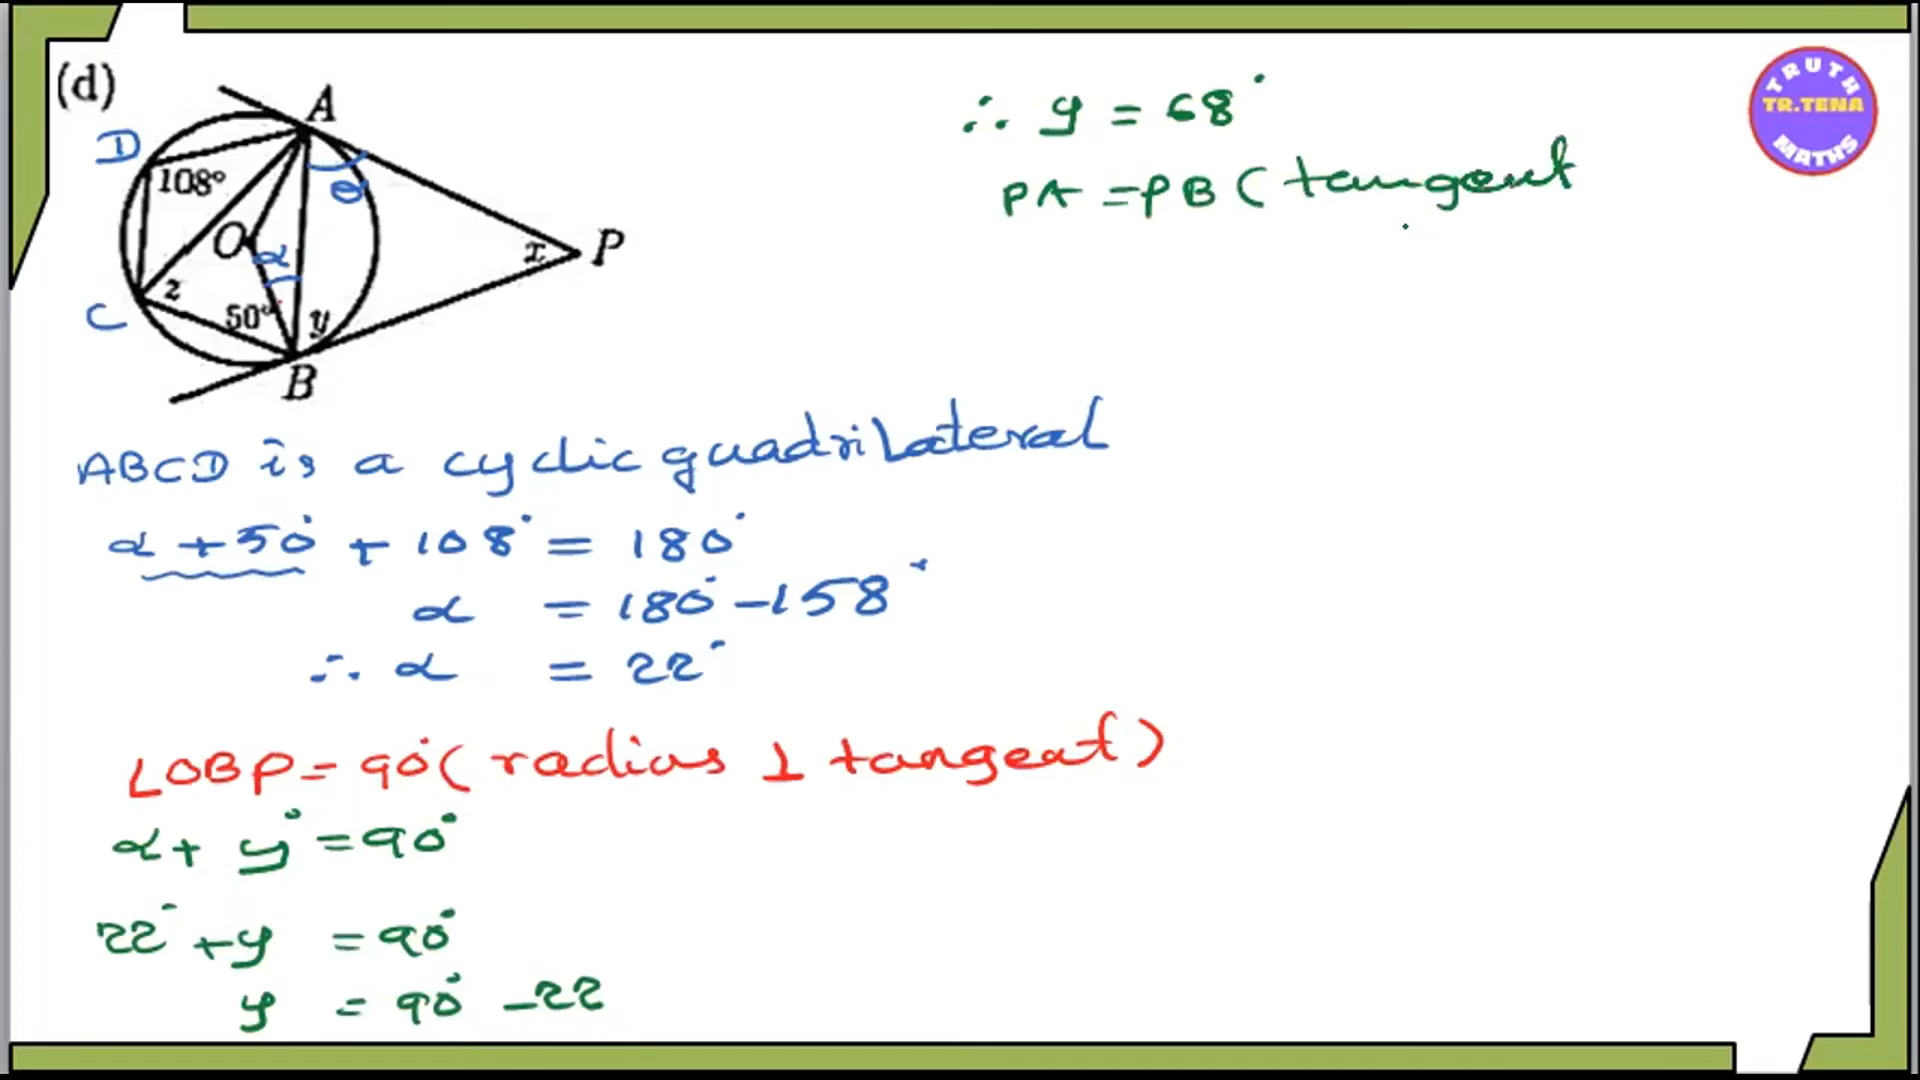 (d)
A
D
108°
θ
O
α
x
P
z
C
50°
y
B
ABCD is a cyclic quadrilateral
α + 50° + 108° = 180°
α = 180° - 158°
∴ α = 22°
∠OBP = 90° ( radius ⊥ tangent )
α + y° = 90°
22° + y = 90°
y = 90° - 22
∴ y = 68°
PA = PB ( tangent
TRUTH
TR.TENA
MATHS